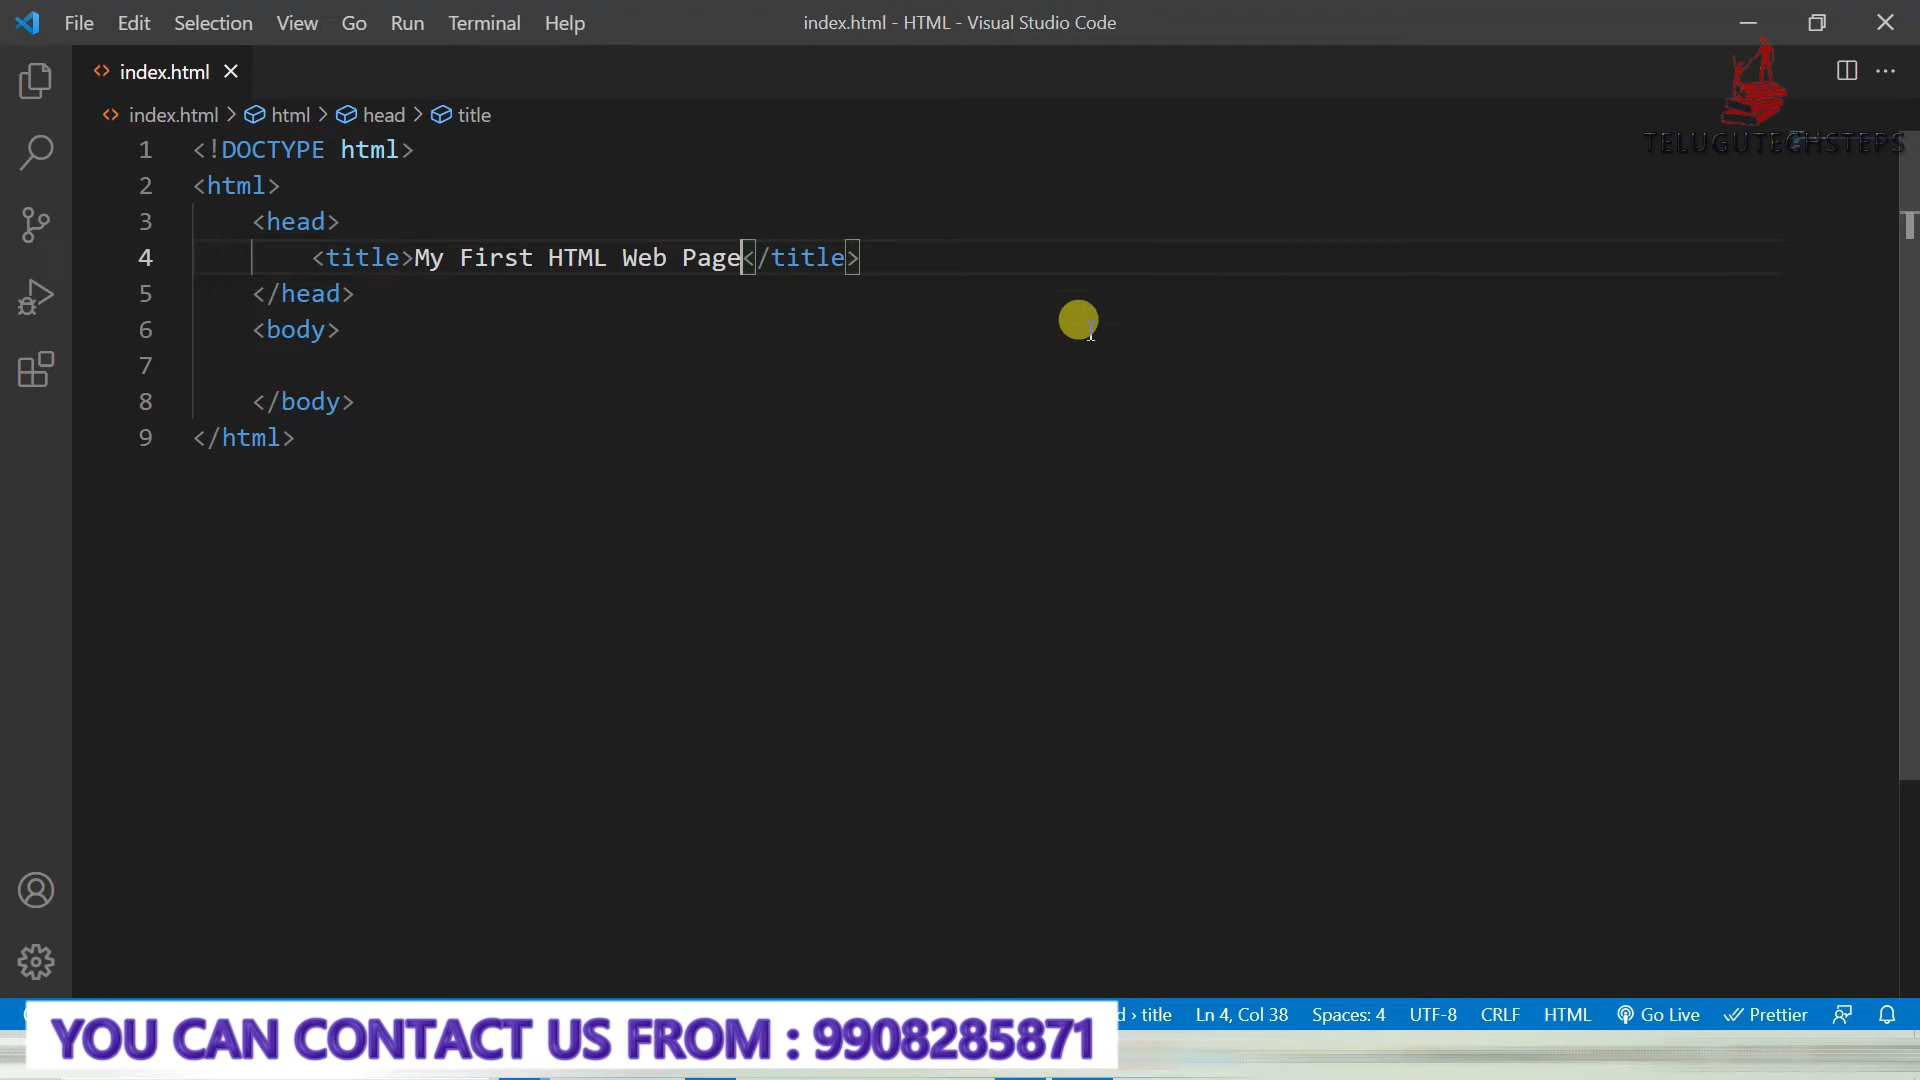 File Edit Selection View Go Run Terminal Help index.html - HTML - Visual Studio Code
index.html
TELUGUTECHSTEPS
index.html > html > head > title
1 <!DOCTYPE html>
2 <html>
3 <head>
4 <title>My First HTML Web Page</title>
5 </head>
6 <body>
7
8 </body>
9 </html>
d › title Ln 4, Col 38 Spaces: 4 UTF-8 CRLF HTML Go Live Prettier
YOU CAN CONTACT US FROM : 9908285871